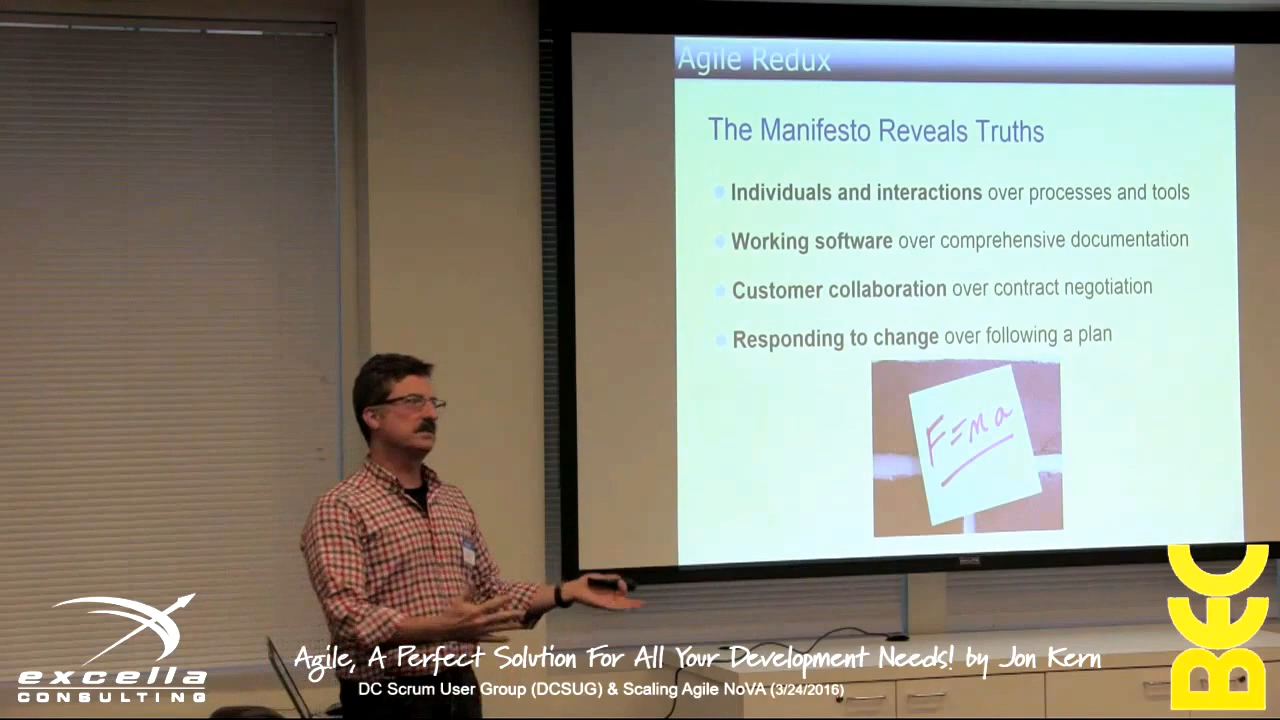 Agile Redux
The Manifesto Reveals Truths
Individuals and interactions over processes and tools
Working software over comprehensive documentation
Customer collaboration over contract negotiation
Responding to change over following a plan
F=ma
excella
CONSULTING
Agile, A Perfect Solution For All Your Development Needs! by Jon Kern
DC Scrum User Group (DCSUG) & Scaling Agile NoVA (3/24/2016)
BEC